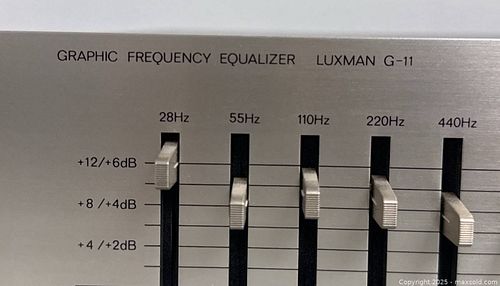 GRAPHIC FREQUENCY EQUALIZER LUXMAN G-11
28Hz 55Hz 110Hz 220Hz 440Hz
+12/+6dB
+8/+4dB
+4/+2dB
Copyright 2025 - maxsold.com